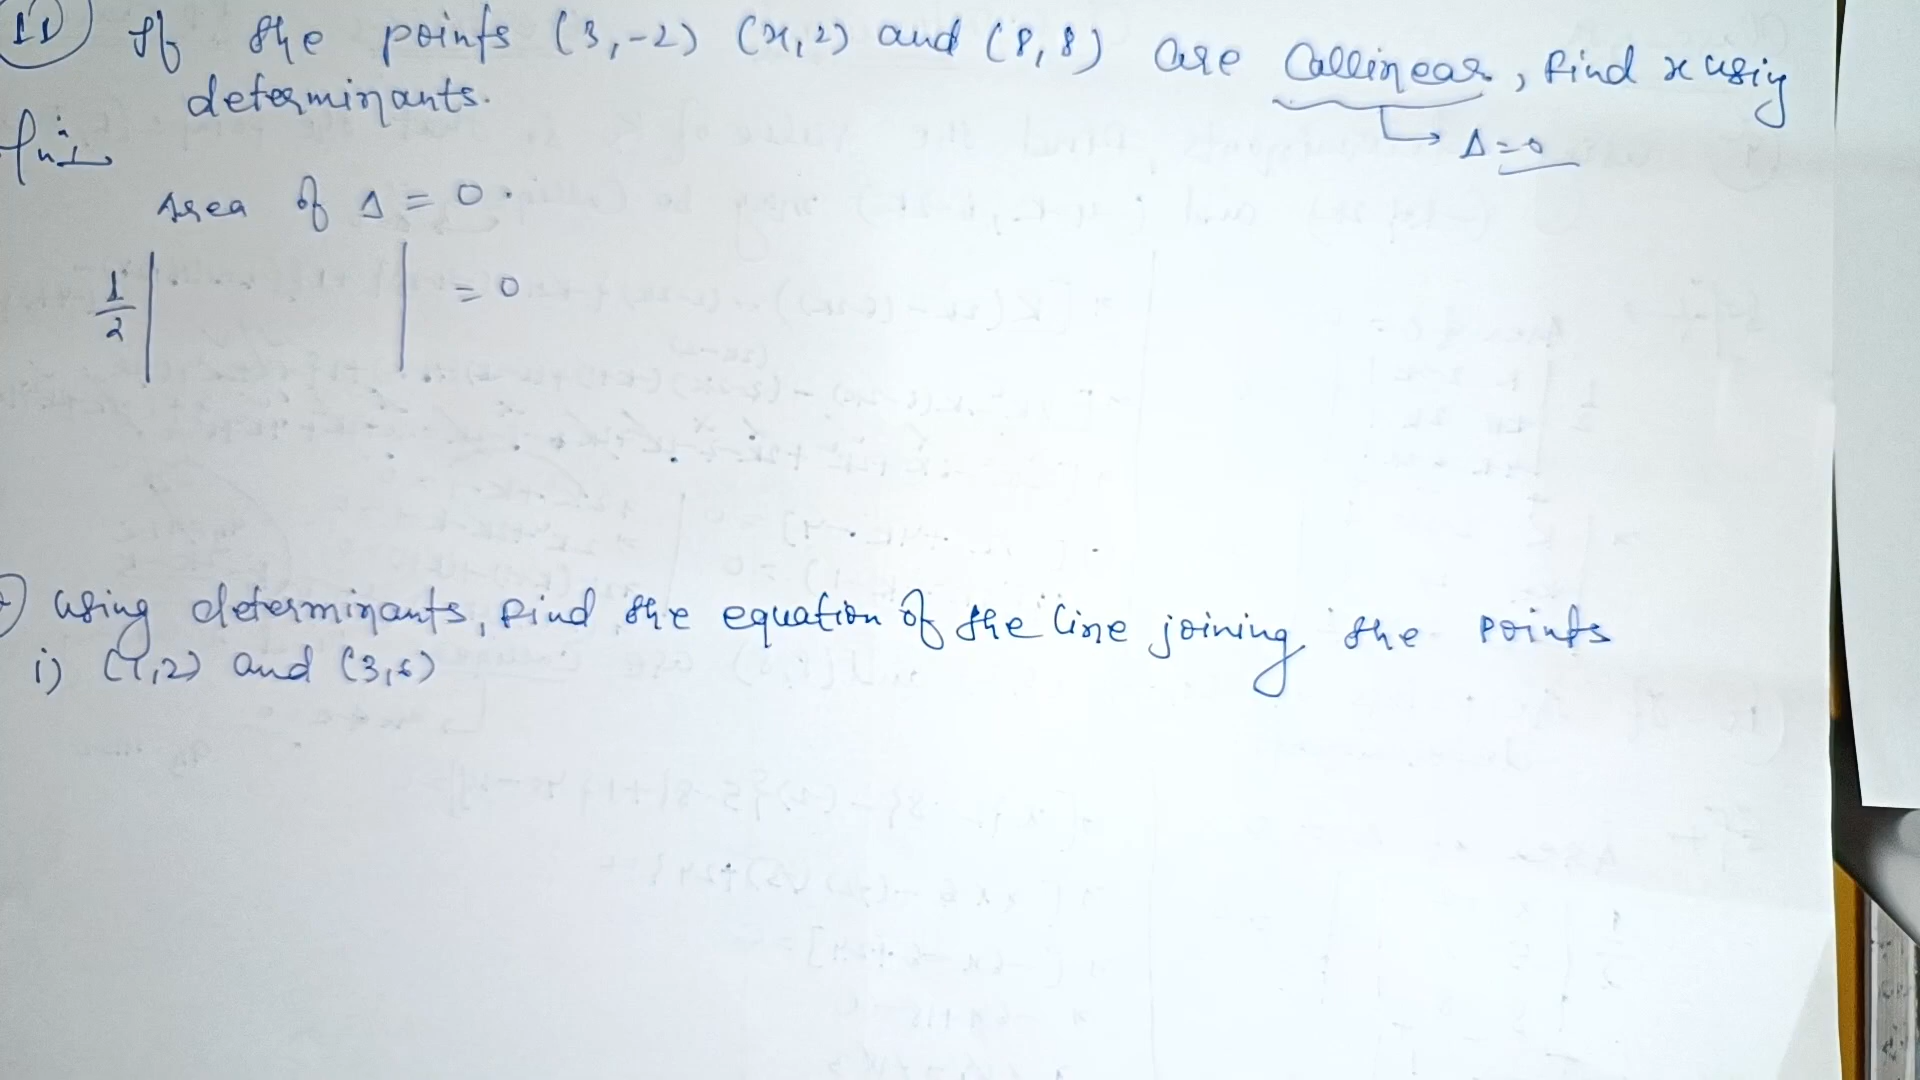 11) If the points (3,-2) (x,2) and (8,8) are Collinear, find x using
determinants.
↳ Δ=0
Area of Δ = 0.
1/2 | | = 0
using determinants, find the equation of the line joining the points
i) (1,2) and (3,6)